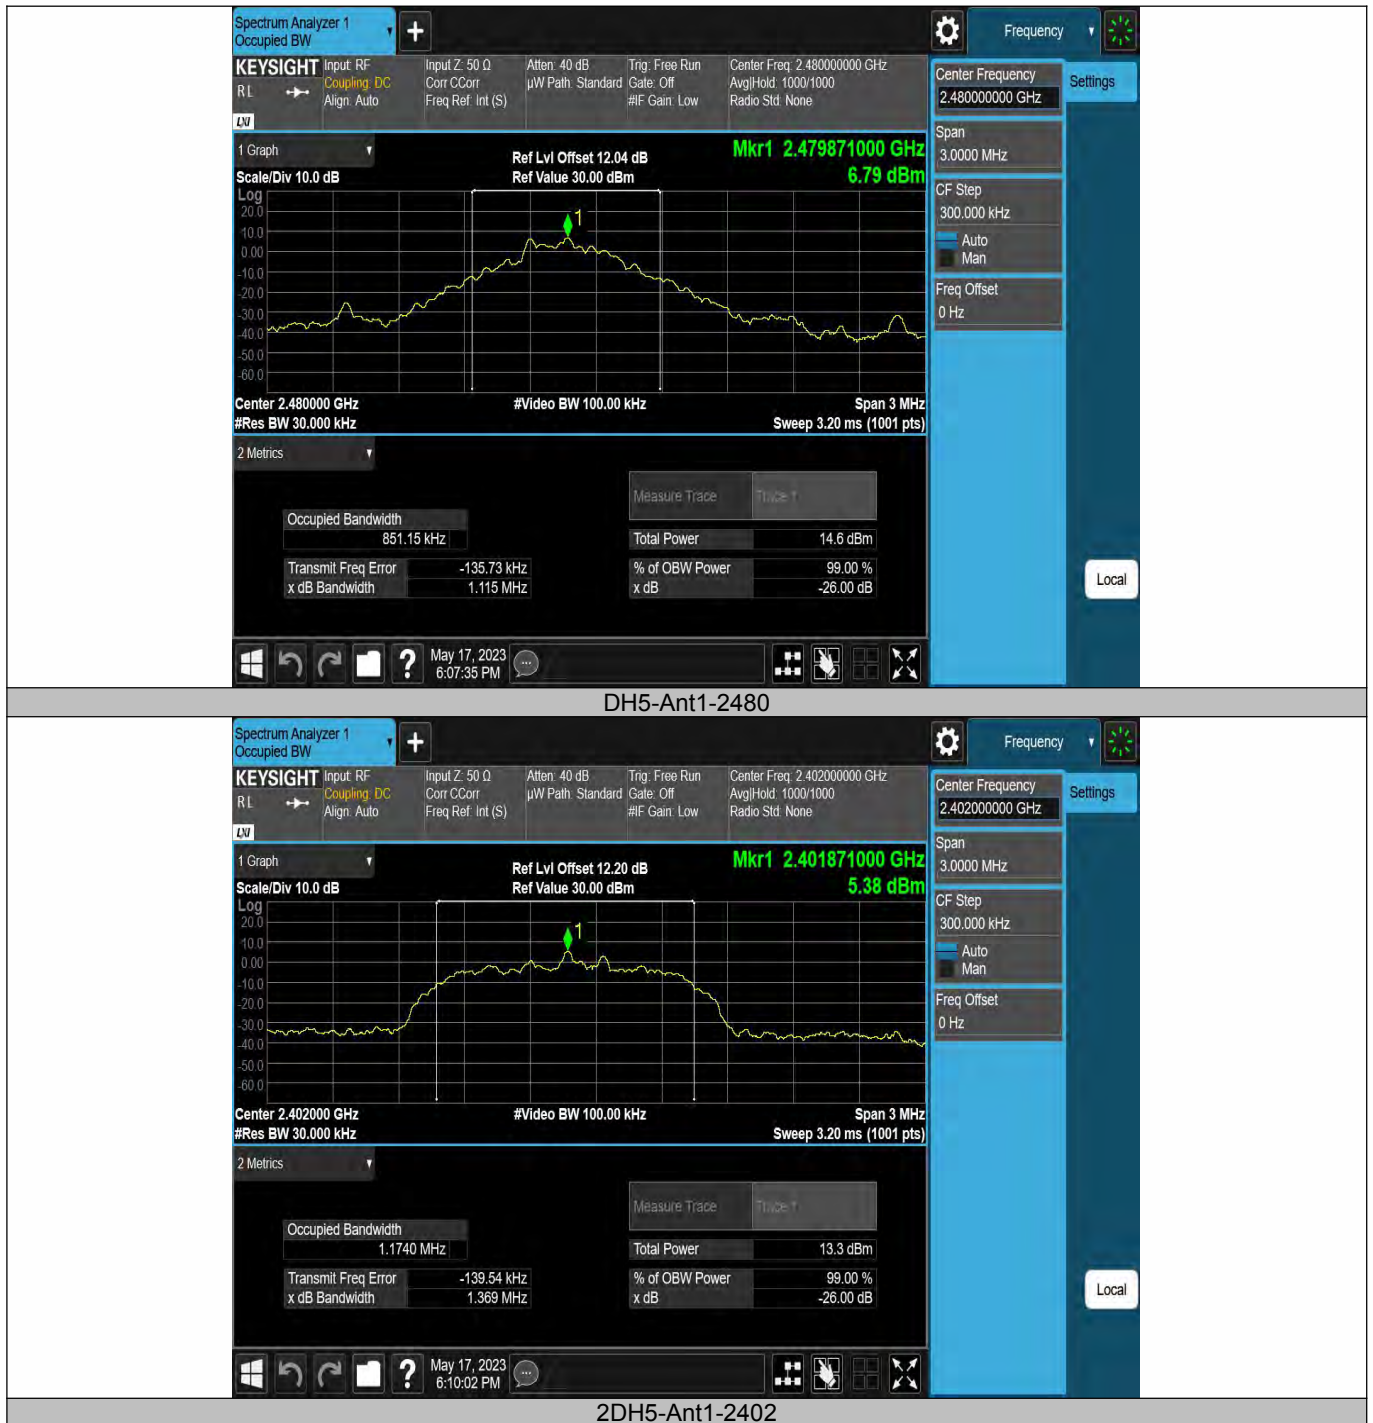 Spectrum Analyzer 1
Occupied BW
+
Frequency
KEYSIGHT
R L
LXI
Input: RF
Coupling: DC
Align: Auto
Input Z: 50 Ω
Corr CCorr
Freq Ref: Int (S)
Atten: 40 dB
µW Path: Standard
Trig: Free Run
Gate: Off
#IF Gain: Low
Center Freq: 2.480000000 GHz
Avg|Hold: 1000/1000
Radio Std: None
Center Frequency
2.480000000 GHz
Settings
Span
3.0000 MHz
CF Step
300.000 kHz
Auto
Man
Freq Offset
0 Hz
Local
1 Graph
Scale/Div 10.0 dB
Ref Lvl Offset 12.04 dB
Ref Value 30.00 dBm
Mkr1 2.479871000 GHz
6.79 dBm
Log
20.0
10.0
0.00
-10.0
-20.0
-30.0
-40.0
-50.0
-60.0
1
Center 2.480000 GHz
#Res BW 30.000 kHz
#Video BW 100.00 kHz
Span 3 MHz
Sweep 3.20 ms (1001 pts)
2 Metrics
Measure Trace Trace 1
Occupied Bandwidth
851.15 kHz
Total Power 14.6 dBm
Transmit Freq Error -135.73 kHz
% of OBW Power 99.00 %
x dB Bandwidth 1.115 MHz
x dB -26.00 dB
?
May 17, 2023
6:07:35 PM
DH5-Ant1-2480
Spectrum Analyzer 1
Occupied BW
+
Frequency
KEYSIGHT
R L
LXI
Input: RF
Coupling: DC
Align: Auto
Input Z: 50 Ω
Corr CCorr
Freq Ref: Int (S)
Atten: 40 dB
µW Path: Standard
Trig: Free Run
Gate: Off
#IF Gain: Low
Center Freq: 2.402000000 GHz
Avg|Hold: 1000/1000
Radio Std: None
Center Frequency
2.402000000 GHz
Settings
Span
3.0000 MHz
CF Step
300.000 kHz
Auto
Man
Freq Offset
0 Hz
Local
1 Graph
Scale/Div 10.0 dB
Ref Lvl Offset 12.20 dB
Ref Value 30.00 dBm
Mkr1 2.401871000 GHz
5.38 dBm
Log
20.0
10.0
0.00
-10.0
-20.0
-30.0
-40.0
-50.0
-60.0
1
Center 2.402000 GHz
#Res BW 30.000 kHz
#Video BW 100.00 kHz
Span 3 MHz
Sweep 3.20 ms (1001 pts)
2 Metrics
Measure Trace Trace 1
Occupied Bandwidth
1.1740 MHz
Total Power 13.3 dBm
Transmit Freq Error -139.54 kHz
% of OBW Power 99.00 %
x dB Bandwidth 1.369 MHz
x dB -26.00 dB
?
May 17, 2023
6:10:02 PM
2DH5-Ant1-2402